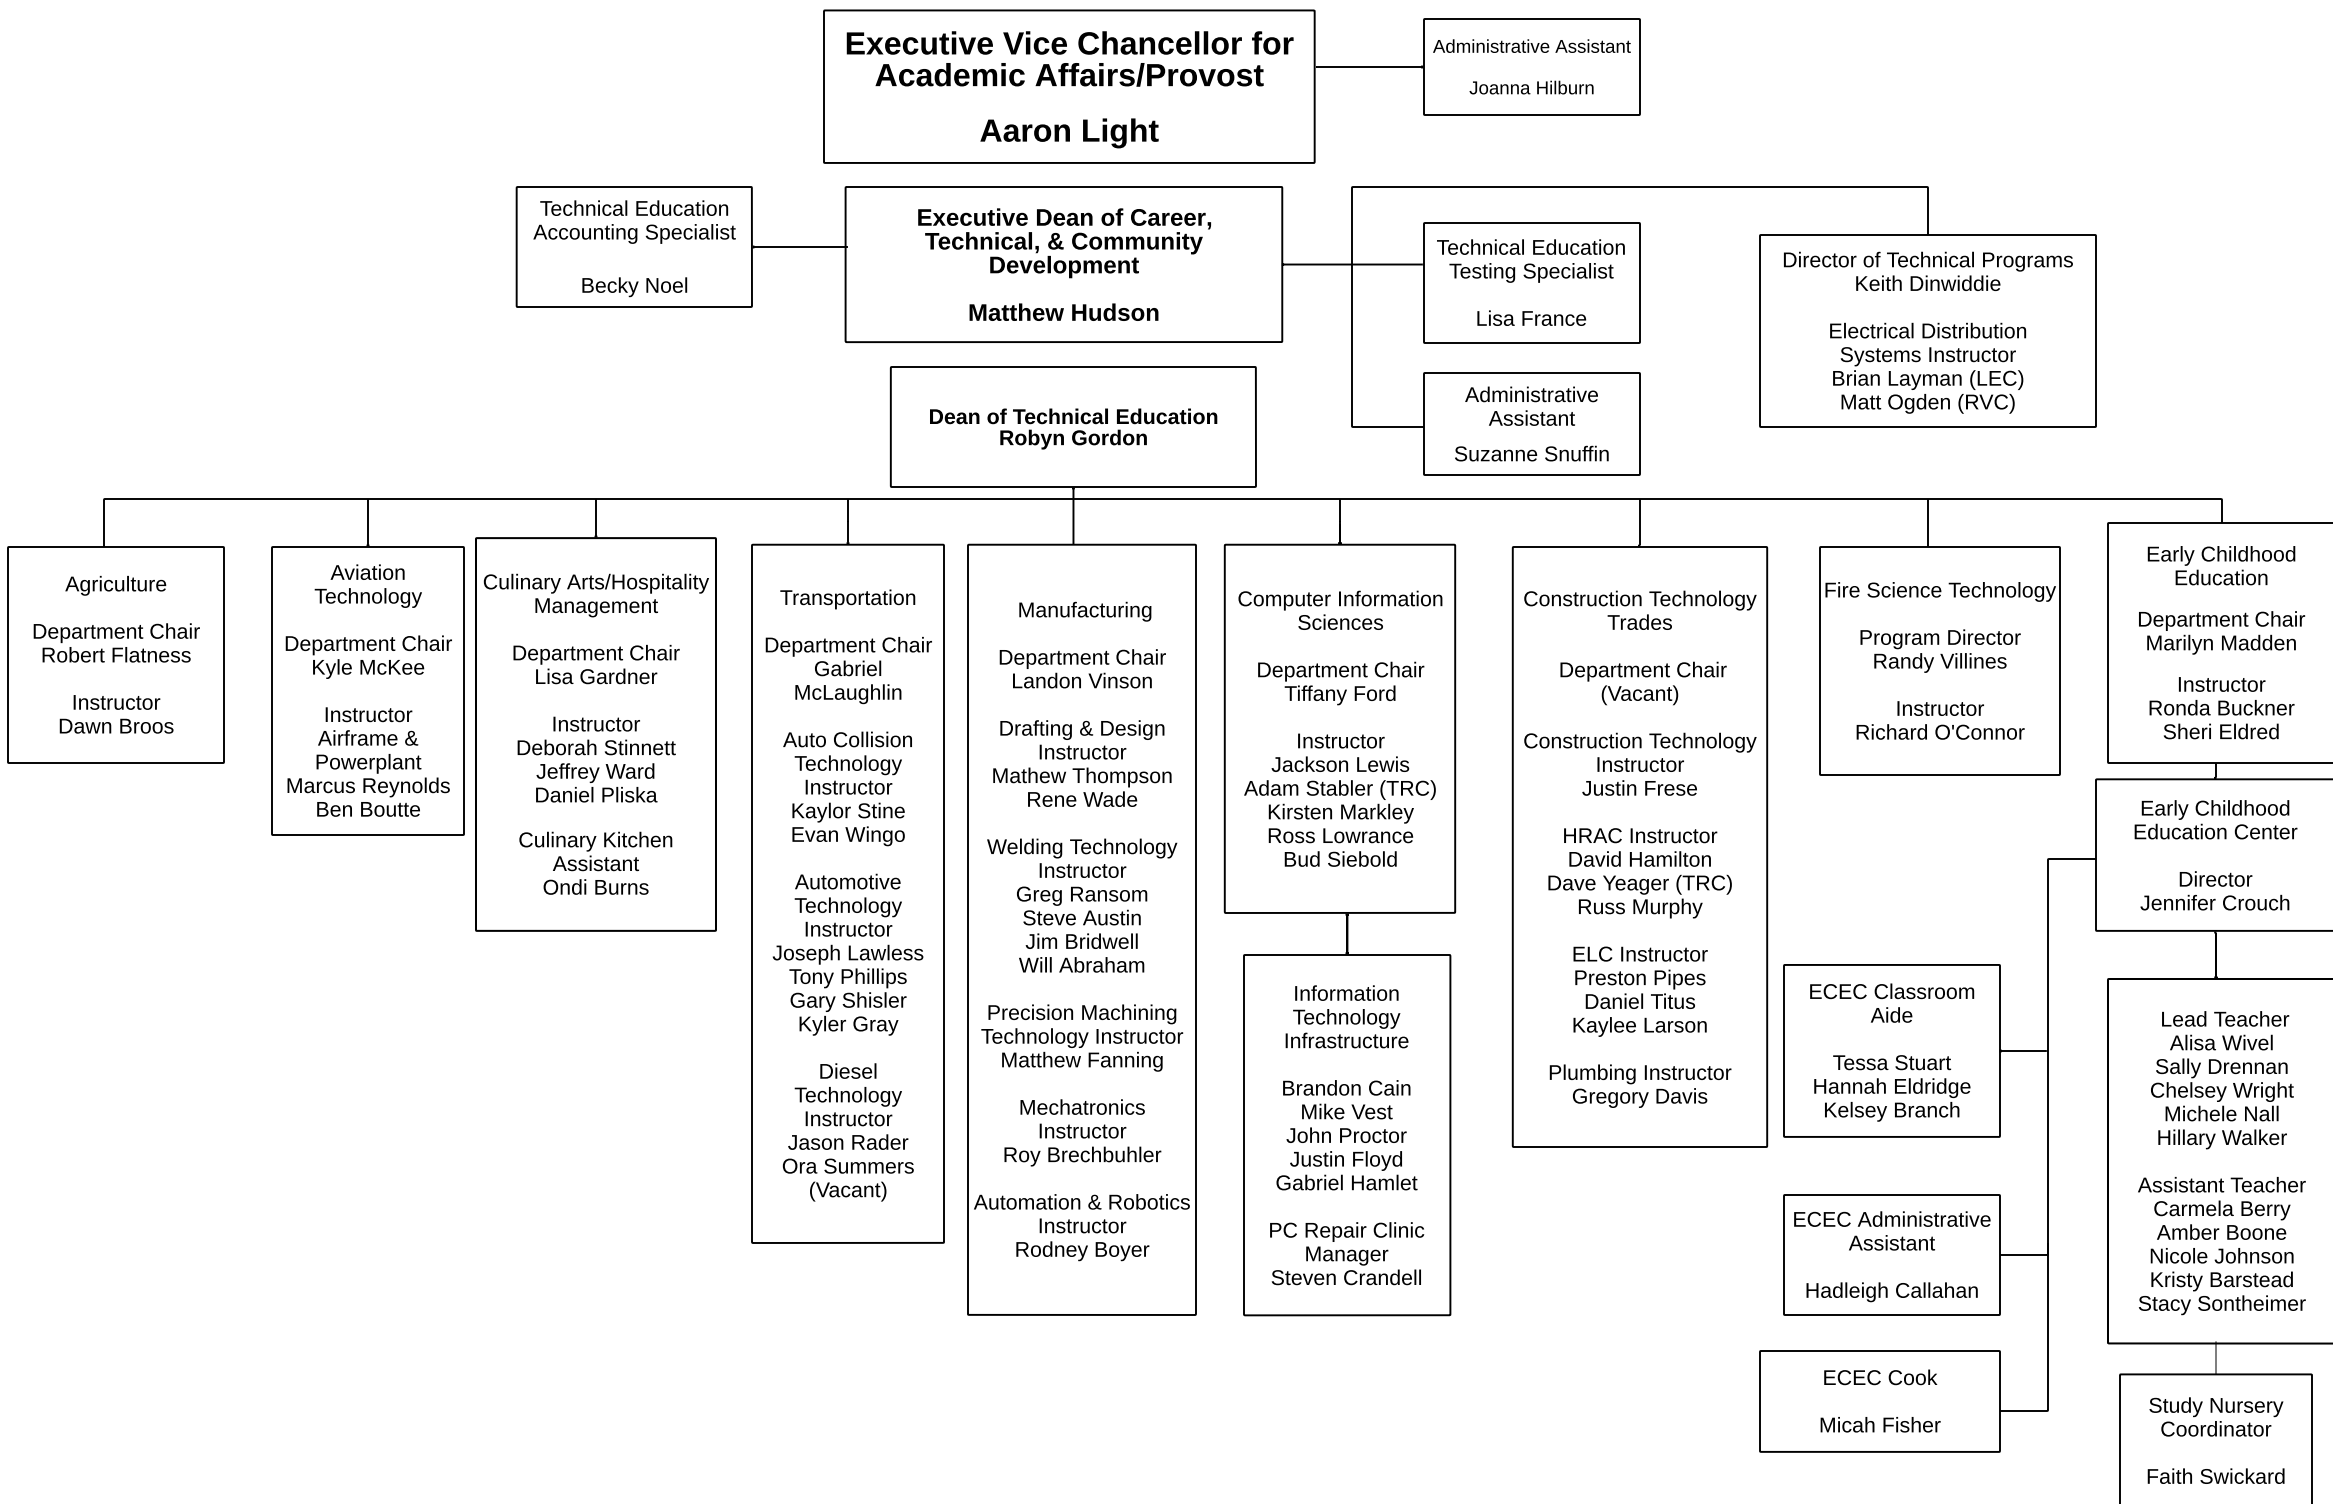 Executive Vice Chancellor for
Academic Affairs/Provost
Aaron Light
Administrative Assistant
Joanna Hilburn
Technical Education
Accounting Specialist
Becky Noel
Executive Dean of Career,
Technical, & Community
Development
Matthew Hudson
Technical Education
Testing Specialist
Lisa France
Director of Technical Programs
Keith Dinwiddie
Electrical Distribution
Systems Instructor
Brian Layman (LEC)
Matt Ogden (RVC)
Dean of Technical Education
Robyn Gordon
Administrative
Assistant
Suzanne Snuffin
Agriculture
Department Chair
Robert Flatness
Instructor
Dawn Broos
Aviation
Technology
Department Chair
Kyle McKee
Instructor
Airframe &
Powerplant
Marcus Reynolds
Ben Boutte
Culinary Arts/Hospitality
Management
Department Chair
Lisa Gardner
Instructor
Deborah Stinnett
Jeffrey Ward
Daniel Pliska
Culinary Kitchen
Assistant
Ondi Burns
Transportation
Department Chair
Gabriel
McLaughlin
Auto Collision
Technology
Instructor
Kaylor Stine
Evan Wingo
Automotive
Technology
Instructor
Joseph Lawless
Tony Phillips
Gary Shisler
Kyler Gray
Diesel
Technology
Instructor
Jason Rader
Ora Summers
(Vacant)
Manufacturing
Department Chair
Landon Vinson
Drafting & Design
Instructor
Mathew Thompson
Rene Wade
Welding Technology
Instructor
Greg Ransom
Steve Austin
Jim Bridwell
Will Abraham
Precision Machining
Technology Instructor
Matthew Fanning
Mechatronics
Instructor
Roy Brechbuhler
Automation & Robotics
Instructor
Rodney Boyer
Computer Information
Sciences
Department Chair
Tiffany Ford
Instructor
Jackson Lewis
Adam Stabler (TRC)
Kirsten Markley
Ross Lowrance
Bud Siebold
Information
Technology
Infrastructure
Brandon Cain
Mike Vest
John Proctor
Justin Floyd
Gabriel Hamlet
PC Repair Clinic
Manager
Steven Crandell
Construction Technology
Trades
Department Chair
(Vacant)
Construction Technology
Instructor
Justin Frese
HRAC Instructor
David Hamilton
Dave Yeager (TRC)
Russ Murphy
ELC Instructor
Preston Pipes
Daniel Titus
Kaylee Larson
Plumbing Instructor
Gregory Davis
Fire Science Technology
Program Director
Randy Villines
Instructor
Richard O'Connor
Early Childhood
Education
Department Chair
Marilyn Madden
Instructor
Ronda Buckner
Sheri Eldred
Early Childhood
Education Center
Director
Jennifer Crouch
ECEC Classroom
Aide
Tessa Stuart
Hannah Eldridge
Kelsey Branch
ECEC Administrative
Assistant
Hadleigh Callahan
ECEC Cook
Micah Fisher
Lead Teacher
Alisa Wivel
Sally Drennan
Chelsey Wright
Michele Nall
Hillary Walker
Assistant Teacher
Carmela Berry
Amber Boone
Nicole Johnson
Kristy Barstead
Stacy Sontheimer
Study Nursery
Coordinator
Faith Swickard